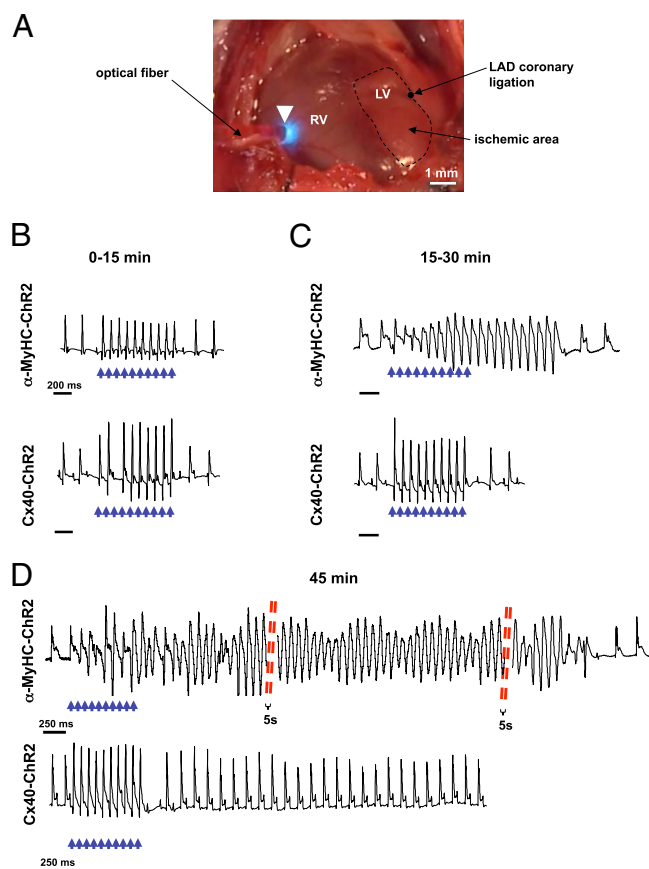 A
optical fiber
RV
LV
LAD coronary
ligation
ischemic area
1 mm
B
0-15 min
α-MyHC-ChR2
200 ms
Cx40-ChR2
C
15-30 min
α-MyHC-ChR2
Cx40-ChR2
D
45 min
α-MyHC-ChR2
5s
5s
250 ms
Cx40-ChR2
250 ms